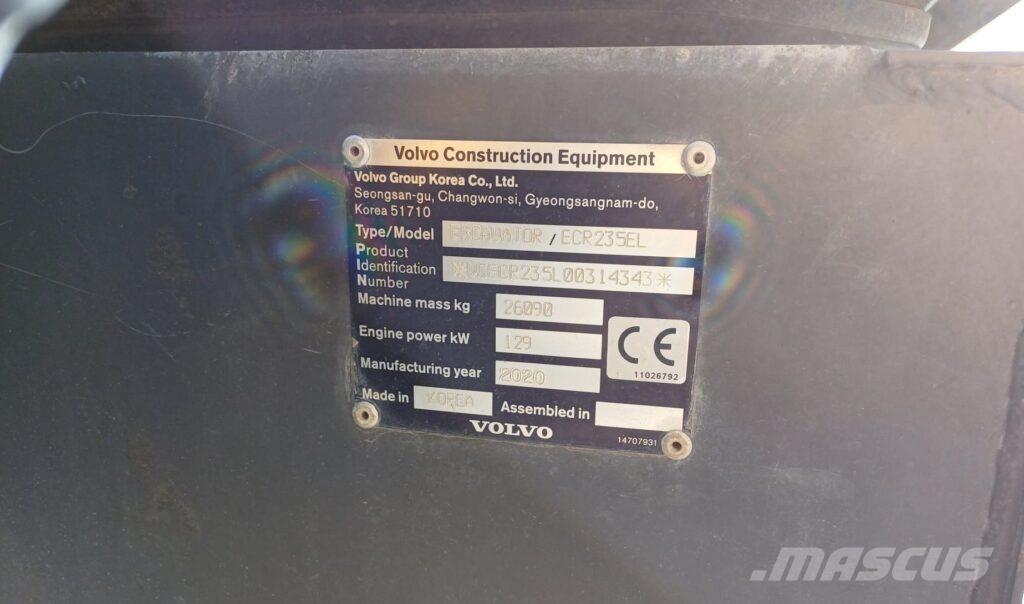 Volvo Construction Equipment
Volvo Group Korea Co., Ltd.
Seongsan-gu, Changwon-si, Gyeongsangnam-do,
Korea 51710
Type/Model EXCAVATOR / ECR235EL
Product
Identification *VCECR235L00314343*
Number
Machine mass kg 26090
Engine power kW 129
CE
11026792
Manufacturing year 2020
Made in KOREA Assembled in
VOLVO
14707931
.MASCUS